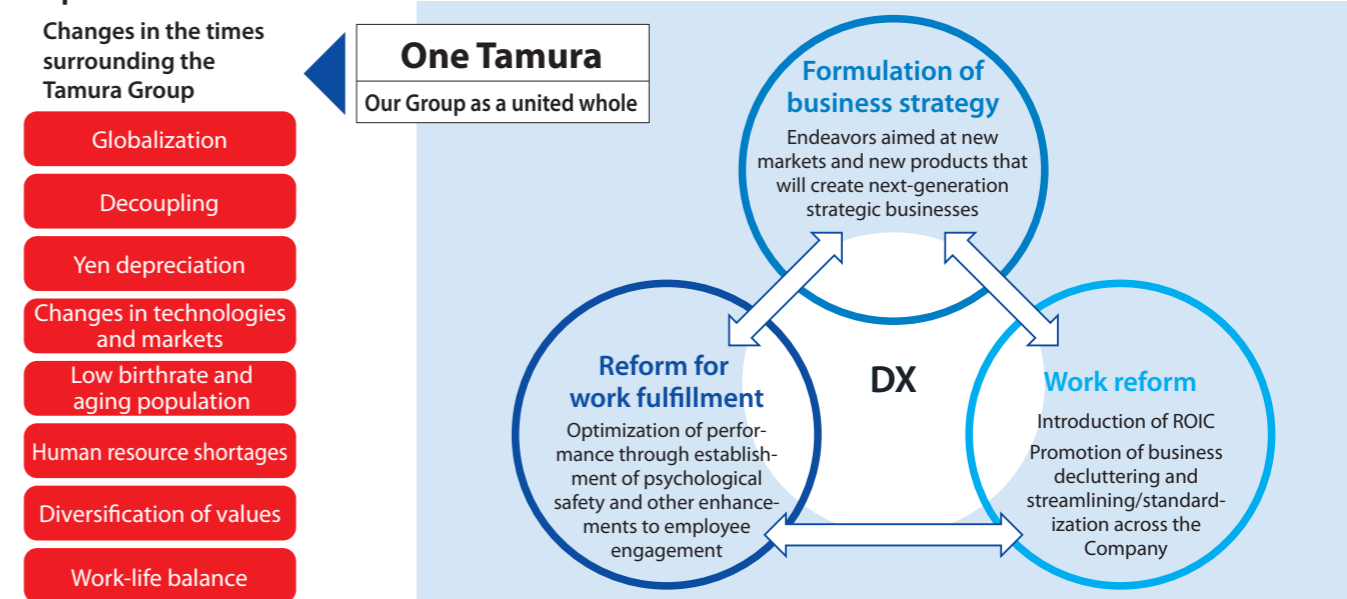 Changes in the times
surrounding the
Tamura Group
Globalization
Decoupling
Yen depreciation
Changes in technologies
and markets
Low birthrate and
aging population
Human resource shortages
Diversification of values
Work-life balance
One Tamura
Our Group as a united whole
Formulation of
business strategy
Endeavors aimed at new
markets and new products that
will create next-generation
strategic businesses
Reform for
work fulfillment
Optimization of perfor-
mance through establish-
ment of psychological
safety and other enhance-
ments to employee
engagement
DX
Work reform
Introduction of ROIC
Promotion of business
decluttering and
streamlining/standard-
ization across the
Company